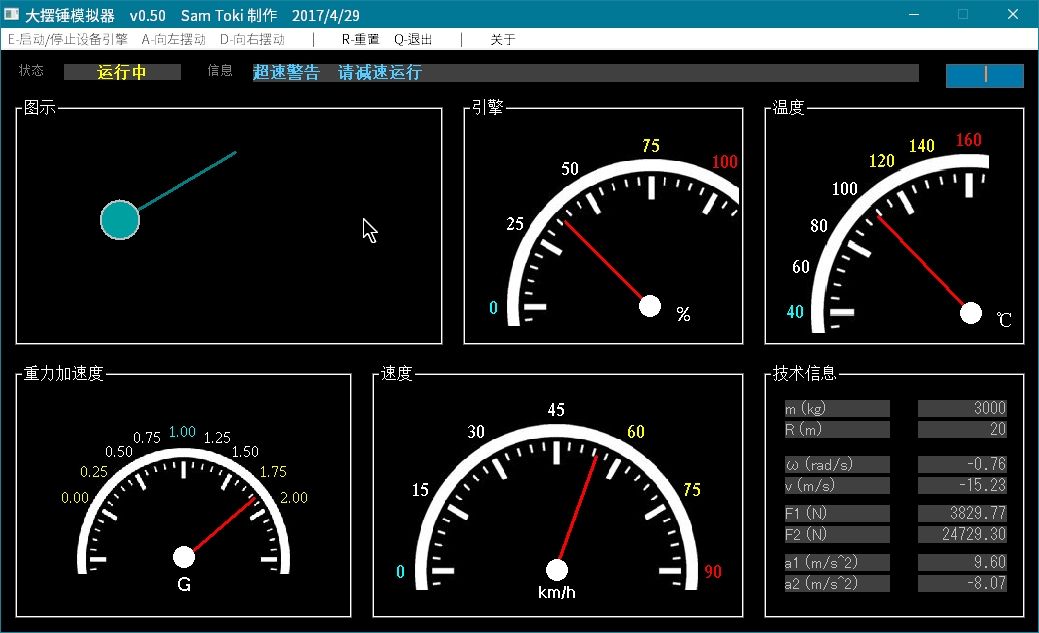 大摆锤模拟器 v0.50 Sam Toki 制作 2017/4/29
E-启动/停止设备引擎 A-向左摆动 D-向右摆动 | R-重置 Q-退出 | 关于
状态 运行中 信息 超速警告 请减速运行
图示
引擎
0
25
50
75
100
%
温度
40
60
80
100
120
140
160
℃
重力加速度
0.00
0.25
0.50
0.75
1.00
1.25
1.50
1.75
2.00
G
速度
0
15
30
45
60
75
90
km/h
技术信息
m (kg) 3000
R (m) 20
ω (rad/s) -0.76
v (m/s) -15.23
F1 (N) 3829.77
F2 (N) 24729.30
a1 (m/s^2) 9.60
a2 (m/s^2) -8.07